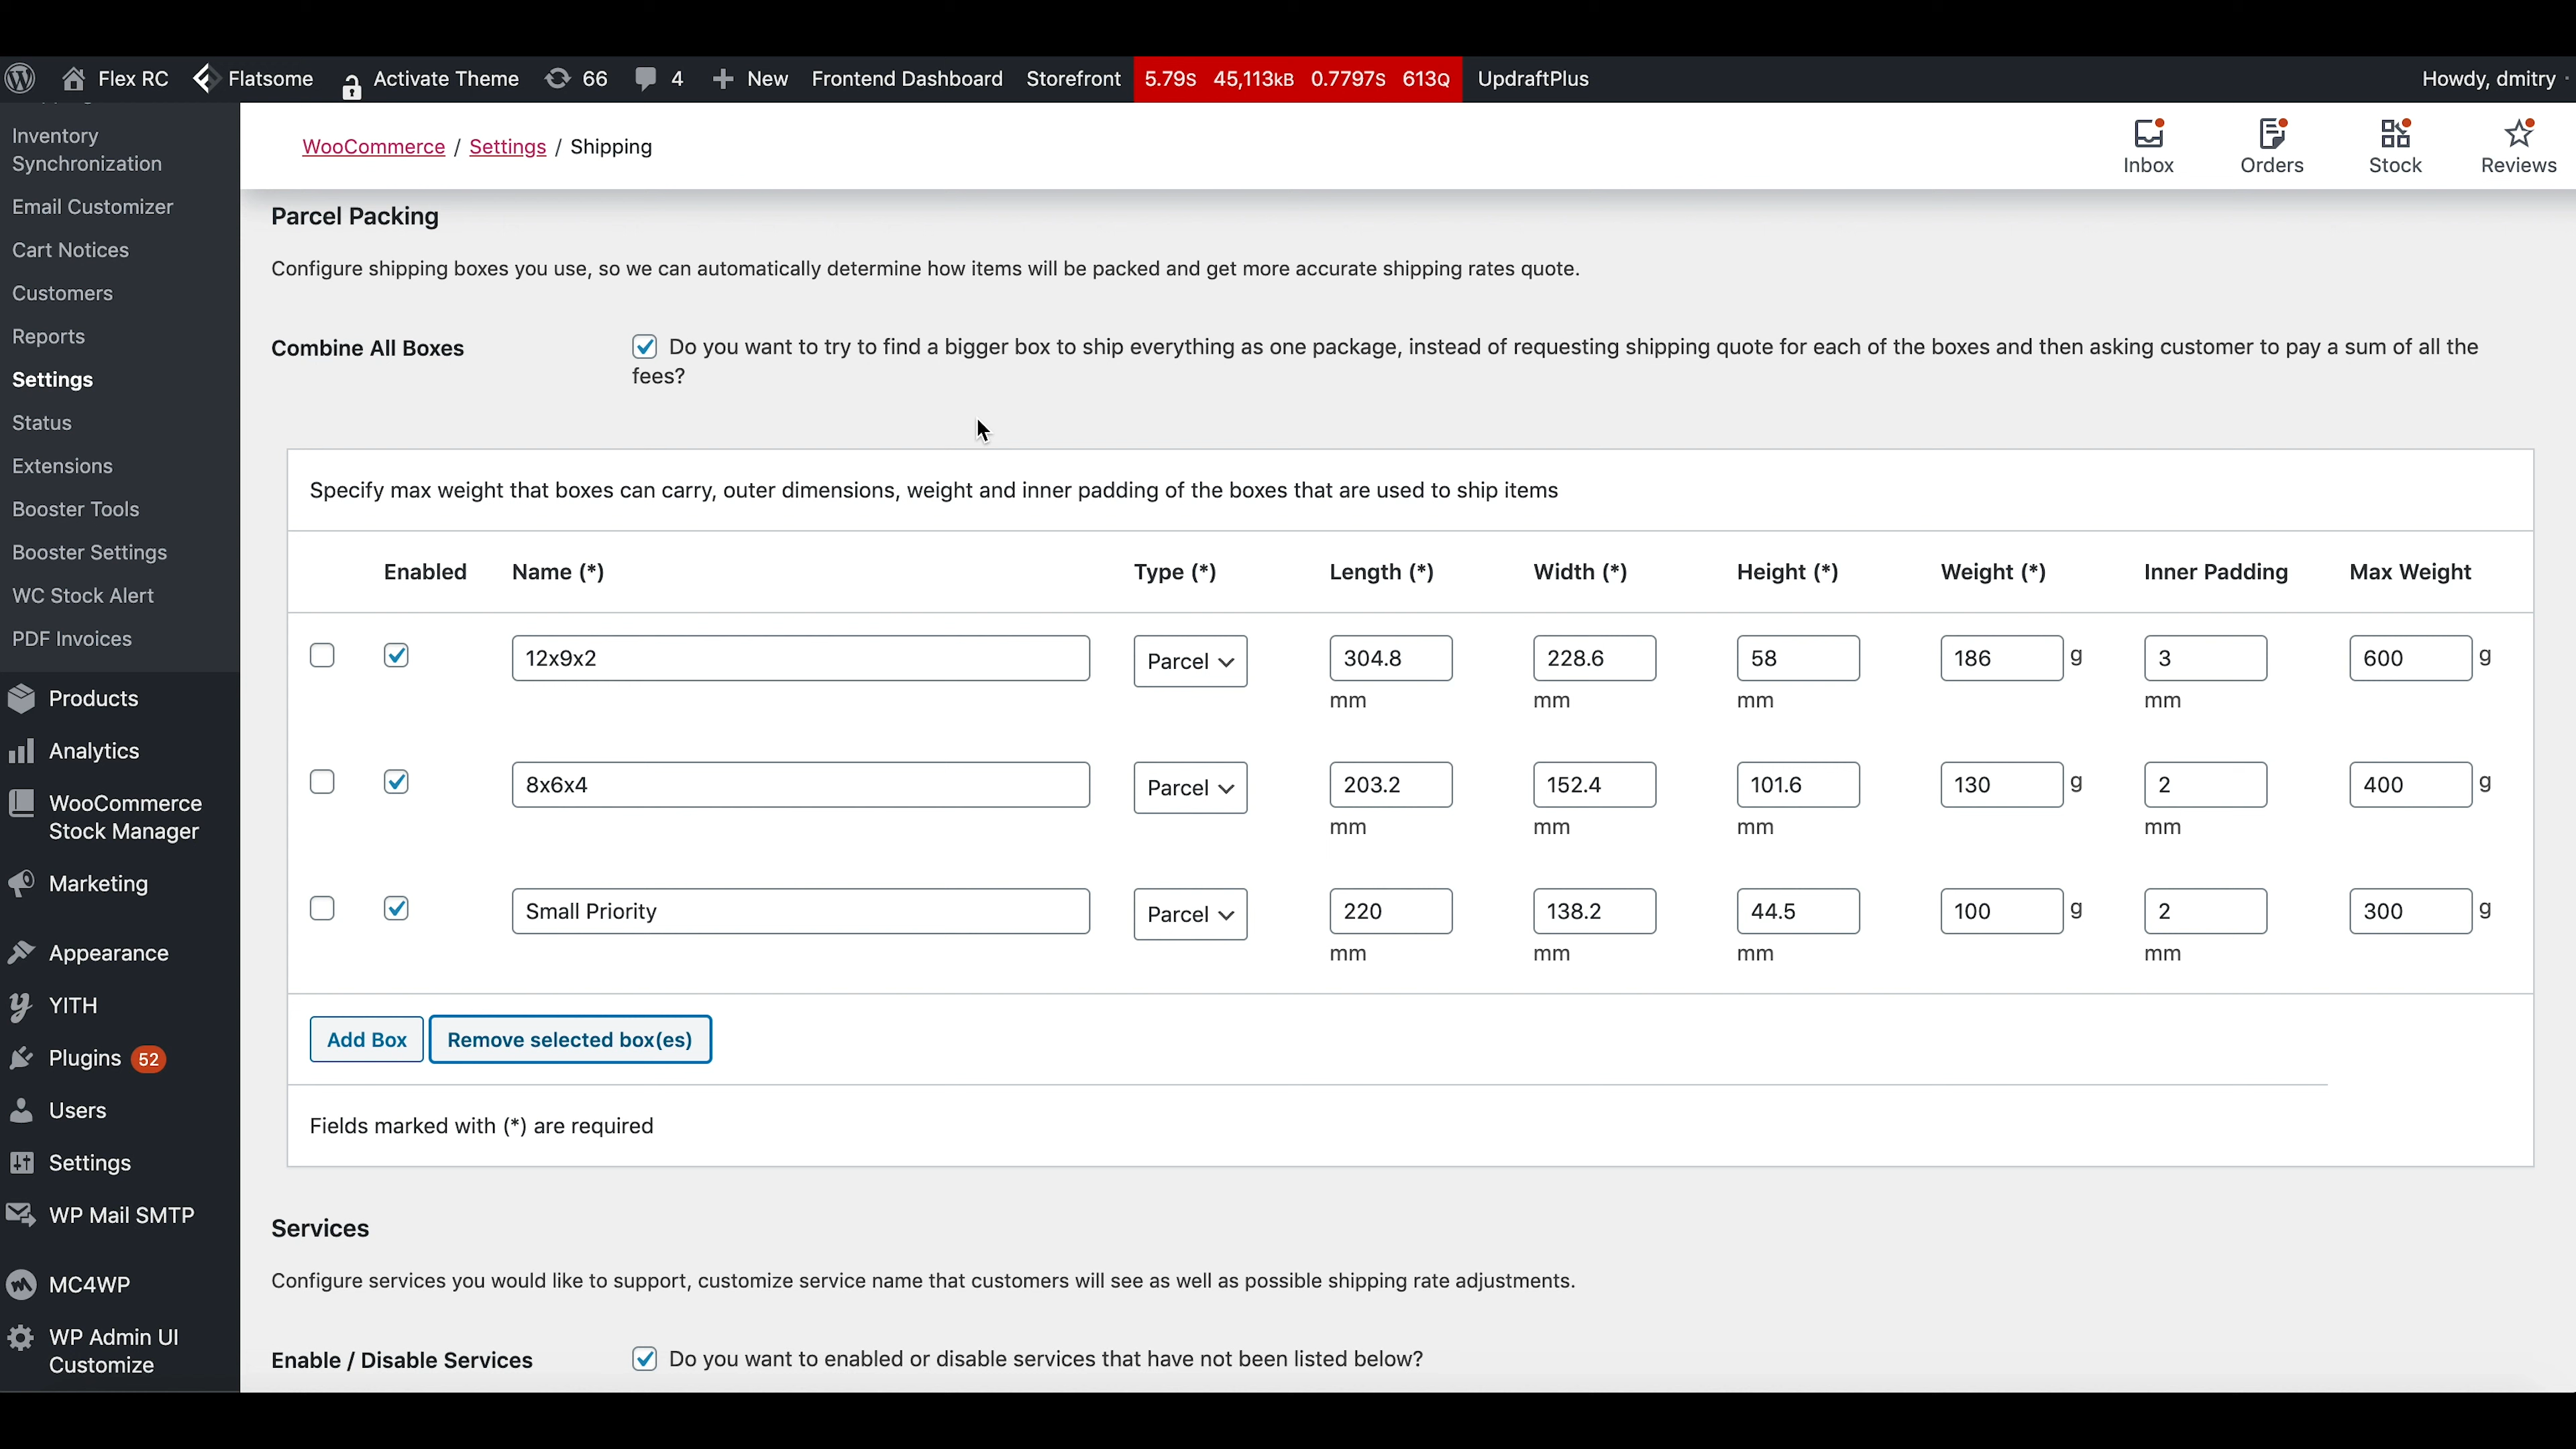 Flex RC Flatsome Activate Theme 66 4 New Frontend Dashboard Storefront 5.79S 45,113KB 0.7797S 613Q UpdraftPlus Howdy, dmitry
Inventory
Synchronization
Email Customizer
Cart Notices
Customers
Reports
Settings
Status
Extensions
Booster Tools
Booster Settings
WC Stock Alert
PDF Invoices
Products
Analytics
WooCommerce
Stock Manager
Marketing
Appearance
YITH
Plugins 52
Users
Settings
WP Mail SMTP
MC4WP
WP Admin UI
Customize
WooCommerce / Settings / Shipping
Inbox Orders Stock Reviews
Parcel Packing
Configure shipping boxes you use, so we can automatically determine how items will be packed and get more accurate shipping rates quote.
Combine All Boxes Do you want to try to find a bigger box to ship everything as one package, instead of requesting shipping quote for each of the boxes and then asking customer to pay a sum of all the
fees?
Specify max weight that boxes can carry, outer dimensions, weight and inner padding of the boxes that are used to ship items
Enabled Name (*) Type (*) Length (*) Width (*) Height (*) Weight (*) Inner Padding Max Weight
12x9x2 Parcel 304.8 228.6 58 186 g 3 600 g
mm mm mm mm
8x6x4 Parcel 203.2 152.4 101.6 130 g 2 400 g
mm mm mm mm
Small Priority Parcel 220 138.2 44.5 100 g 2 300 g
mm mm mm mm
Add Box Remove selected box(es)
Fields marked with (*) are required
Services
Configure services you would like to support, customize service name that customers will see as well as possible shipping rate adjustments.
Enable / Disable Services Do you want to enabled or disable services that have not been listed below?